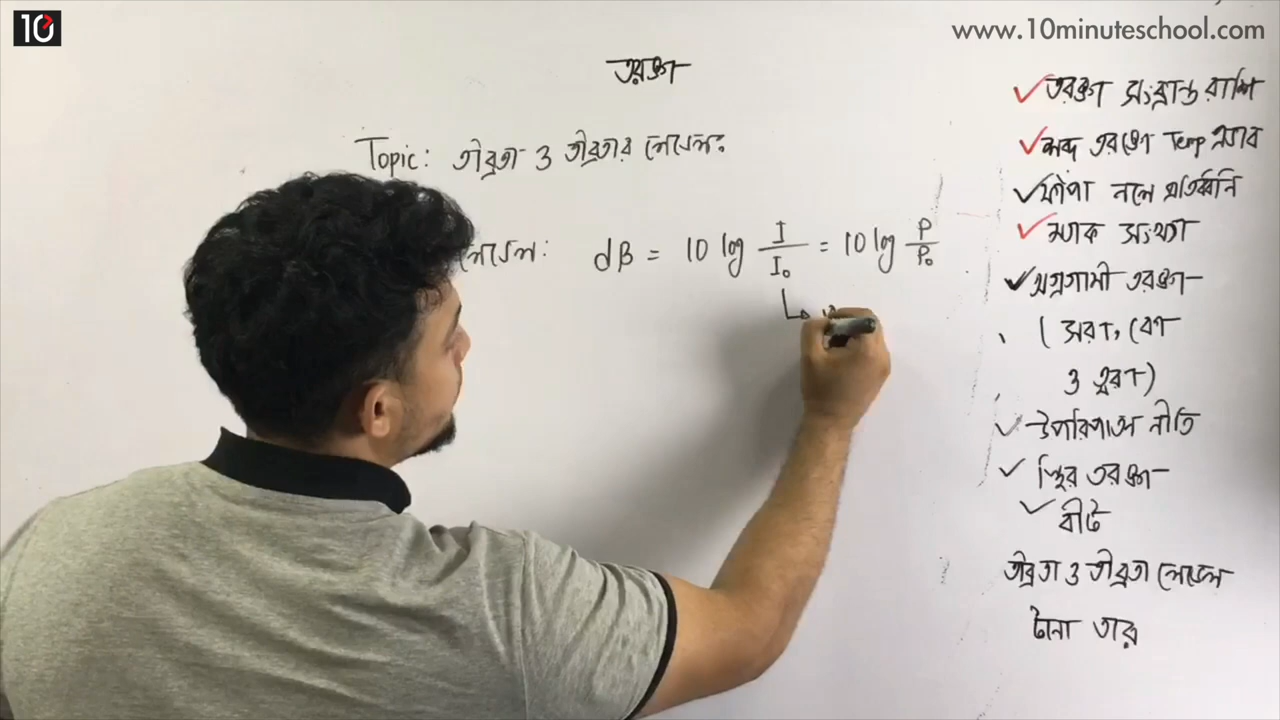 10
www.10minuteschool.com
তরঙ্গ
Topic: তীব্রতা ও তীব্রতার লেভেল:
লেভেল: dB = 10 log I/I₀ = 10 log P/P₀
✓ তরঙ্গ সংক্রান্ত রাশি
✓ শব্দ তরঙ্গে Temp এর প্রভাব
✓ ফাঁপা নলে প্রতিধ্বনি
✓ ম্যাক সংখ্যা
✓ অগ্রগামী তরঙ্গ
( সরণ, বেগ
ও ত্বরণ)
✓ উপরিপাতন নীতি
✓ স্থির তরঙ্গ
✓ বীট
তীব্রতা ও তীব্রতা লেভেল
টানা তার